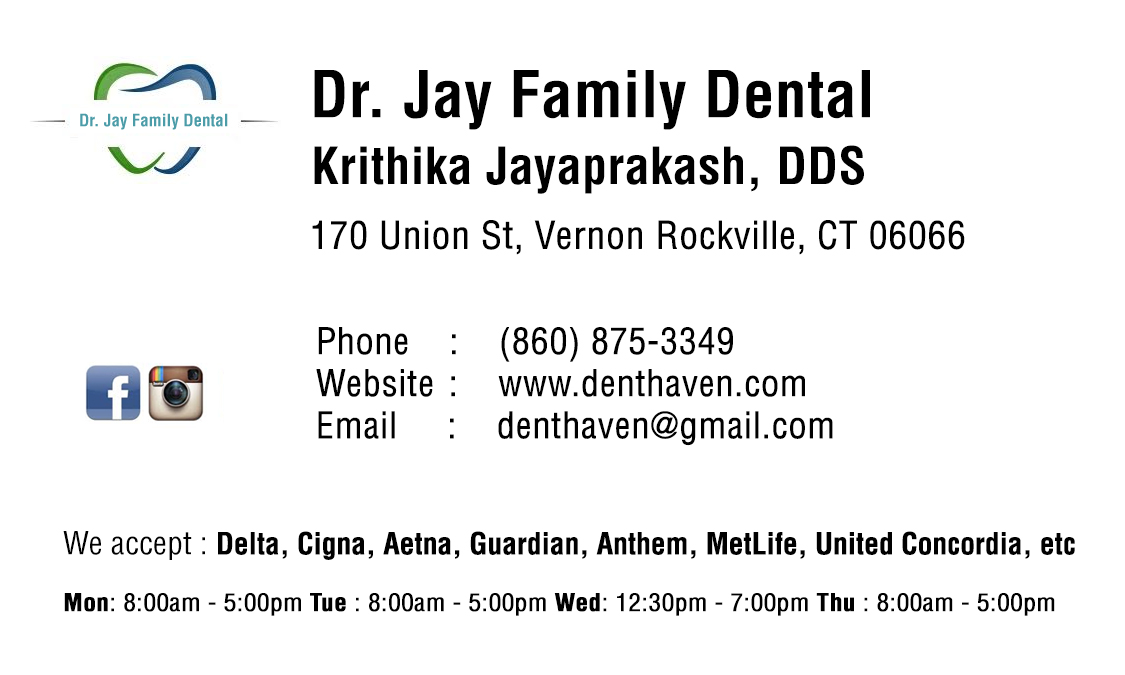 Dr. Jay Family Dental
Dr. Jay Family Dental
Krithika Jayaprakash, DDS
170 Union St, Vernon Rockville, CT 06066
Phone : (860) 875-3349
Website : www.denthaven.com
Email : denthaven@gmail.com
We accept : Delta, Cigna, Aetna, Guardian, Anthem, MetLife, United Concordia, etc
Mon: 8:00am - 5:00pm Tue : 8:00am - 5:00pm Wed: 12:30pm - 7:00pm Thu : 8:00am - 5:00pm